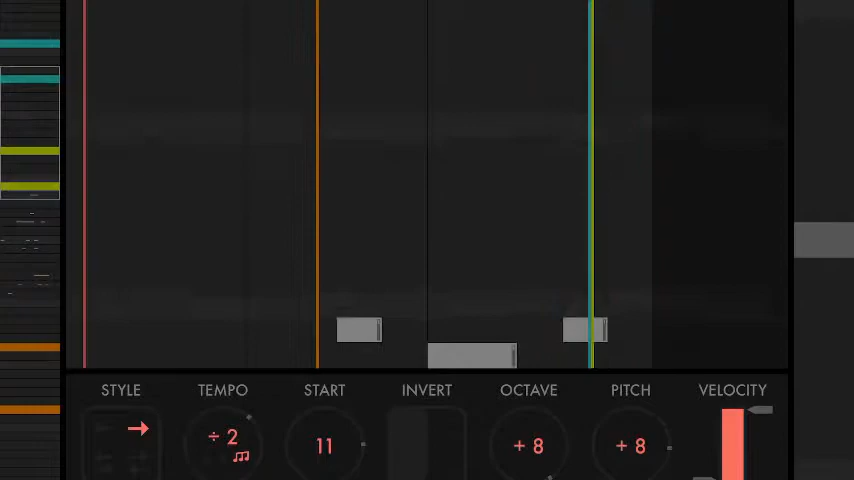 STYLE TEMPO START INVERT OCTAVE PITCH VELOCITY
÷ 2 11 + 8 + 8